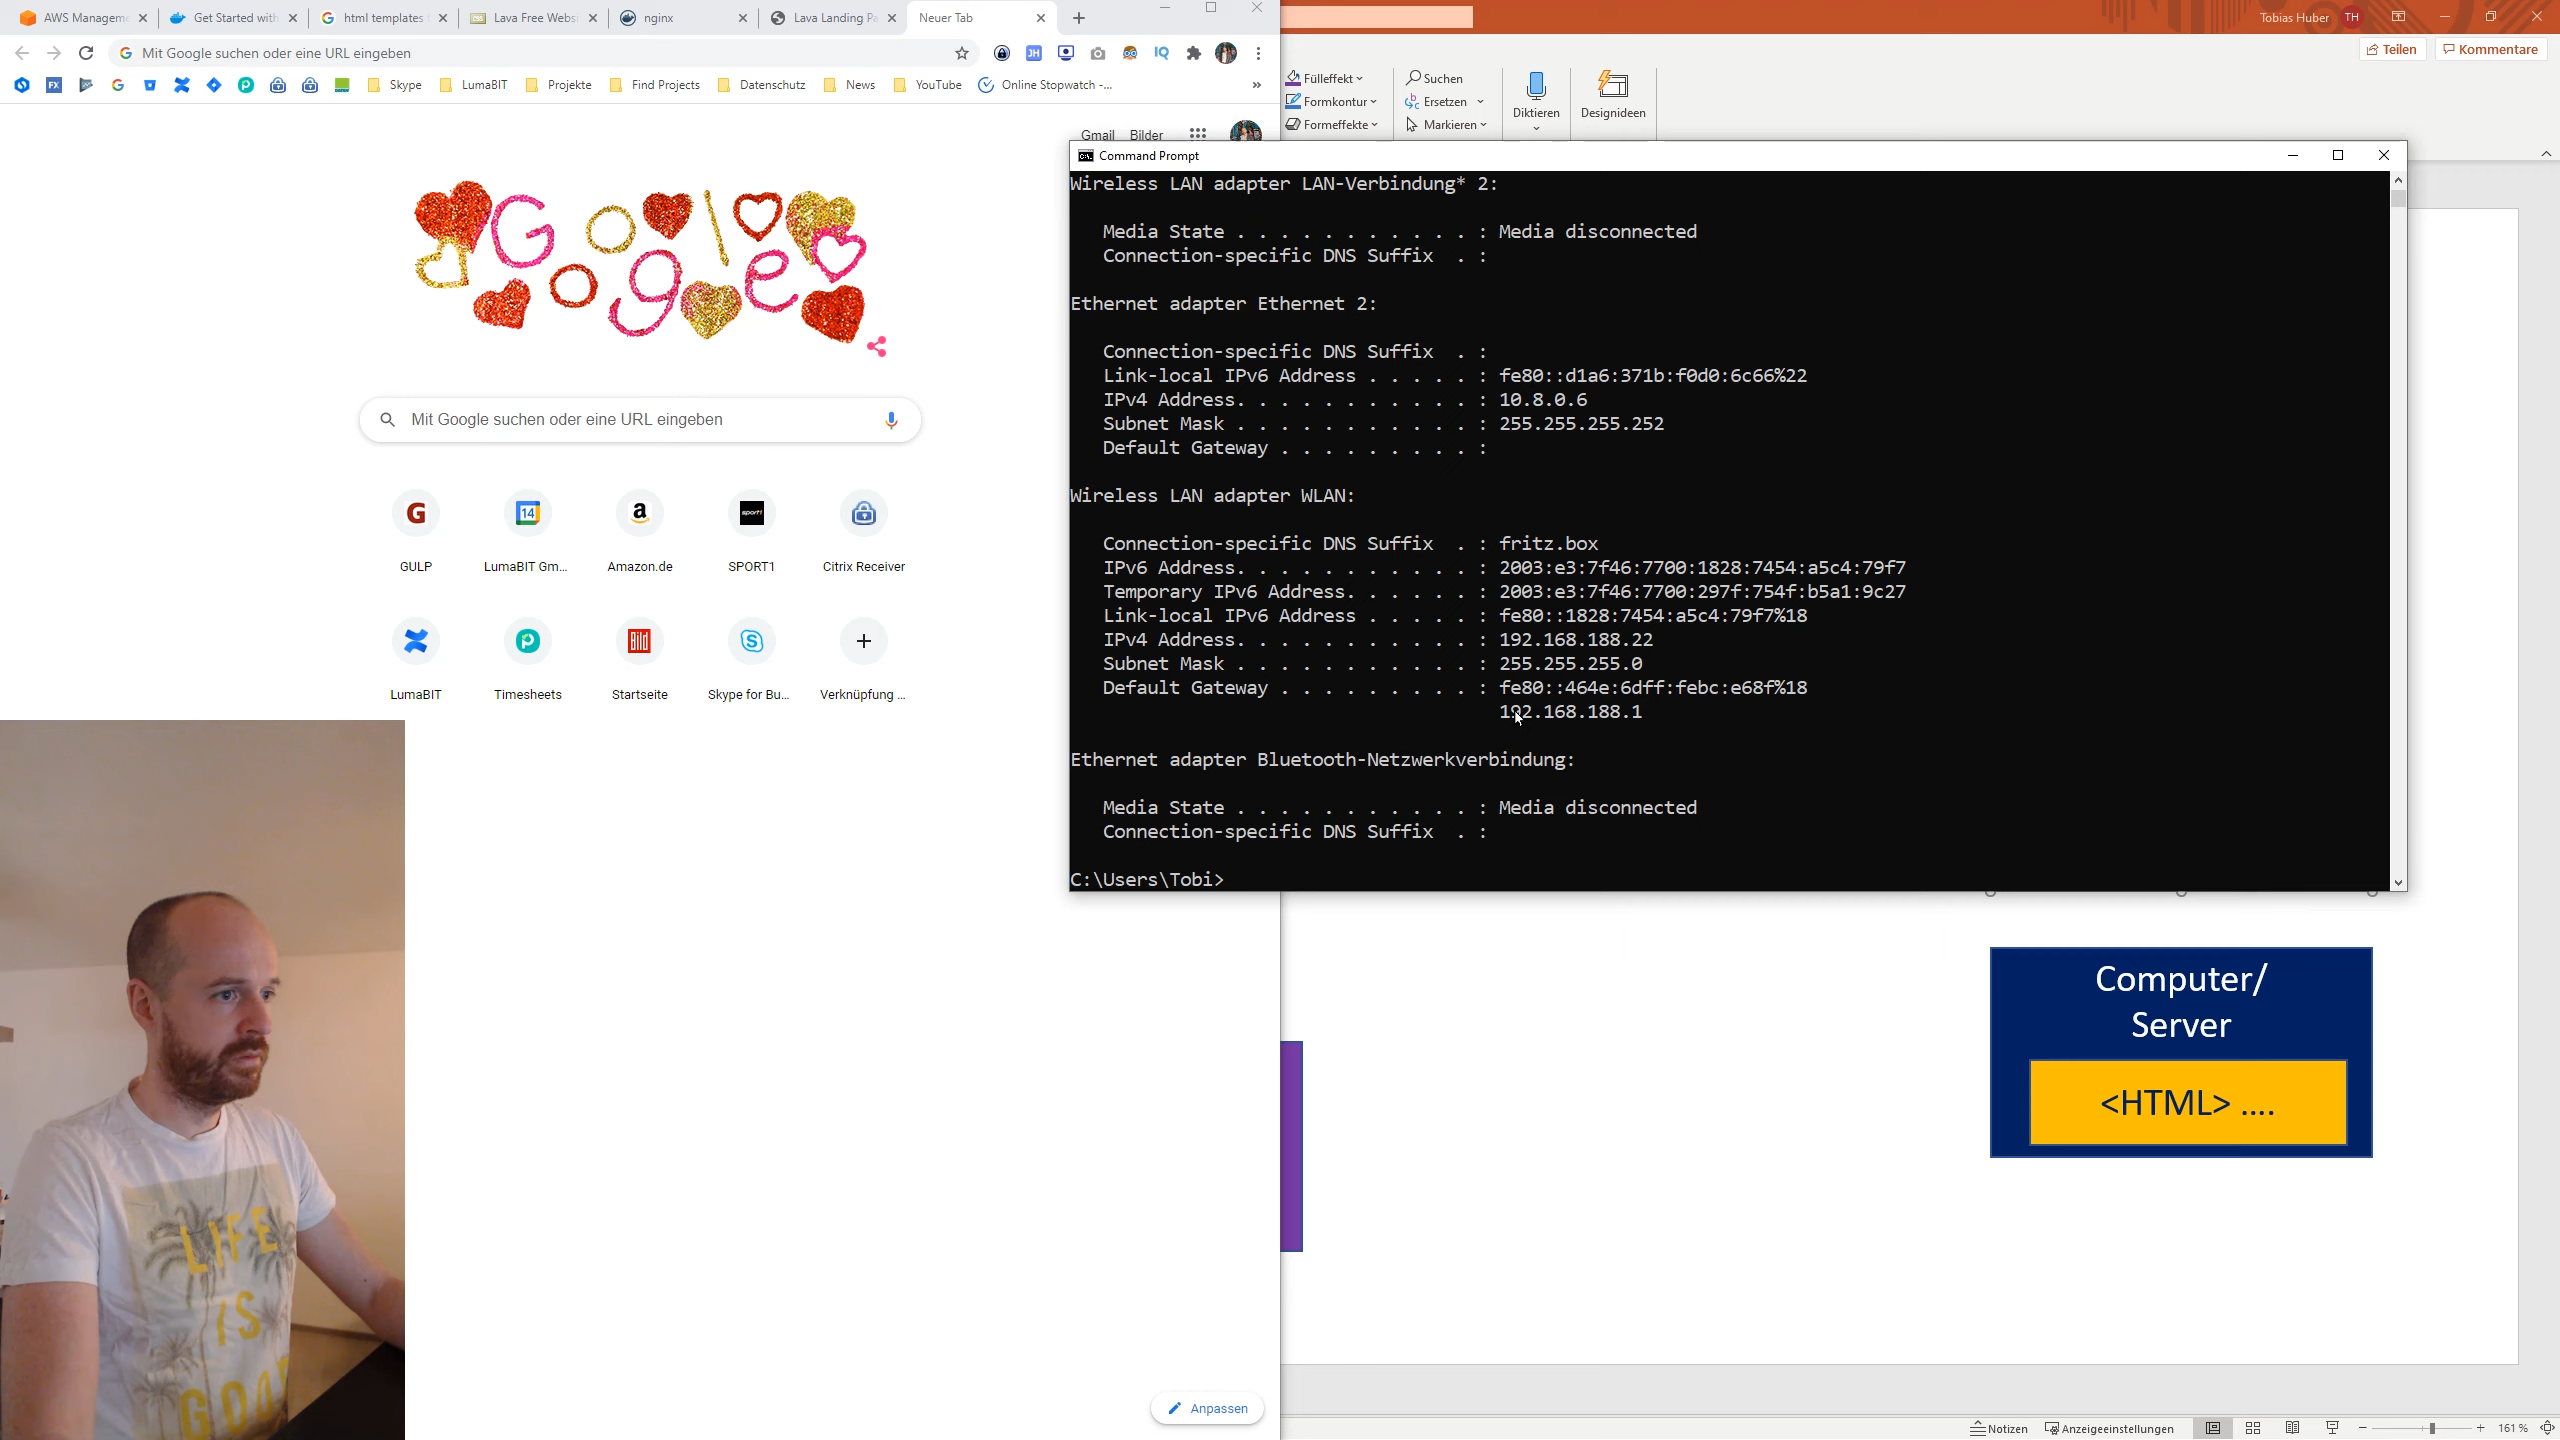 AWS Manageme
Get Started with
html templates
Lava Free Websi
nginx
Lava Landing Pa
Neuer Tab
Mit Google suchen oder eine URL eingeben
JH
IQ
FX
Skype
LumaBIT
Projekte
Find Projects
Datenschutz
News
YouTube
Online Stopwatch -...
»
Gmail
Bilder
Google
Mit Google suchen oder eine URL eingeben
GULP
LumaBIT Gm...
Amazon.de
SPORT1
Citrix Receiver
LumaBIT
Timesheets
Startseite
Skype for Bu...
Verknüpfung ...
Anpassen
LIFE
IS
GOOD
Tobias Huber
TH
Teilen
Kommentare
Fülleffekt
Formkontur
Formeffekte
Suchen
Ersetzen
Markieren
Diktieren
Designideen
Command Prompt
Wireless LAN adapter LAN-Verbindung* 2:
Media State . . . . . . . . . . . : Media disconnected
Connection-specific DNS Suffix  . :
Ethernet adapter Ethernet 2:
Connection-specific DNS Suffix  . :
Link-local IPv6 Address . . . . . : fe80::d1a6:371b:f0d0:6c66%22
IPv4 Address. . . . . . . . . . . : 10.8.0.6
Subnet Mask . . . . . . . . . . . : 255.255.255.252
Default Gateway . . . . . . . . . :
Wireless LAN adapter WLAN:
Connection-specific DNS Suffix  . : fritz.box
IPv6 Address. . . . . . . . . . . : 2003:e3:7f46:7700:1828:7454:a5c4:79f7
Temporary IPv6 Address. . . . . . : 2003:e3:7f46:7700:297f:754f:b5a1:9c27
Link-local IPv6 Address . . . . . : fe80::1828:7454:a5c4:79f7%18
IPv4 Address. . . . . . . . . . . : 192.168.188.22
Subnet Mask . . . . . . . . . . . : 255.255.255.0
Default Gateway . . . . . . . . . : fe80::464e:6dff:febc:e68f%18
192.168.188.1
Ethernet adapter Bluetooth-Netzwerkverbindung:
Media State . . . . . . . . . . . : Media disconnected
Connection-specific DNS Suffix  . :
C:\Users\Tobi>
Computer/
Server
<HTML> ....
Notizen
Anzeigeeinstellungen
161 %